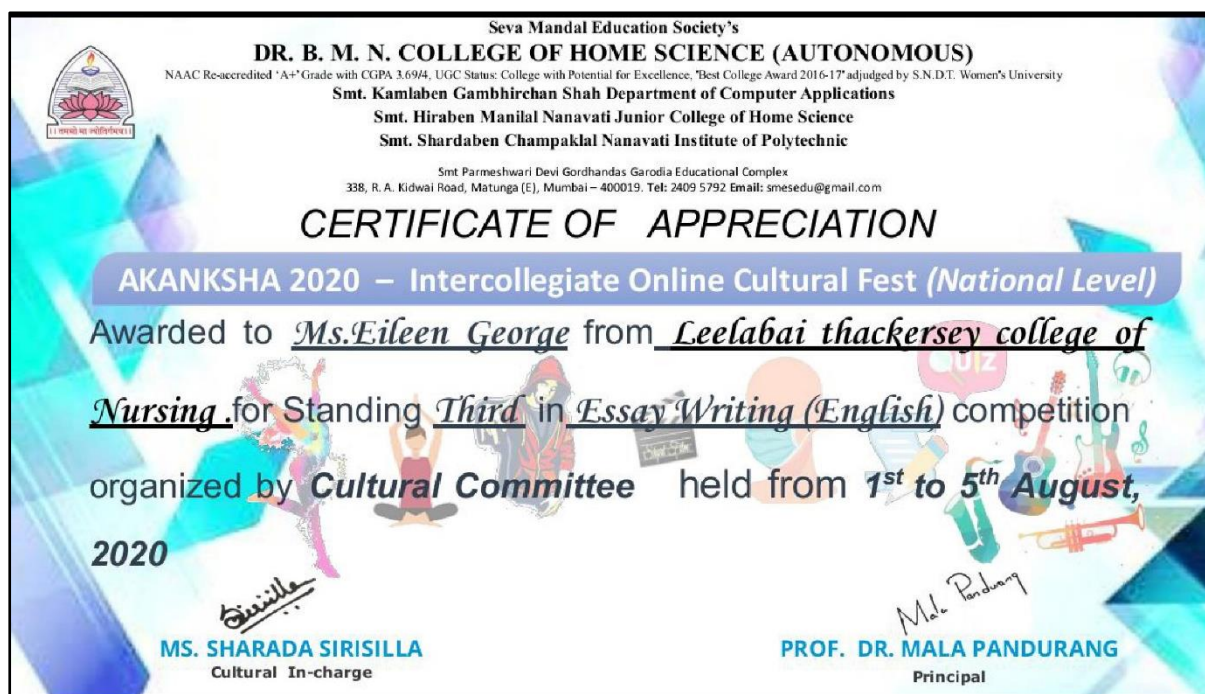 Seva Mandal Education Society's
DR. B. M. N. COLLEGE OF HOME SCIENCE (AUTONOMOUS)
NAAC Re-accredited 'A+' Grade with CGPA 3.69/4, UGC Status: College with Potential for Excellence, 'Best College Award 2016-17' adjudged by S.N.D.T. Women's University
Smt. Kamlaben Gambhirchan Shah Department of Computer Applications
Smt. Hiraben Manilal Nanavati Junior College of Home Science
Smt. Shardaben Champaklal Nanavati Institute of Polytechnic
।। तमसो मा ज्योतिर्गमय ।।
Smt Parmeshwari Devi Gordhandas Garodia Educational Complex
338, R. A. Kidwai Road, Matunga (E), Mumbai – 400019. Tel: 2409 5792 Email: smesedu@gmail.com
CERTIFICATE OF APPRECIATION
AKANKSHA 2020 – Intercollegiate Online Cultural Fest (National Level)
Awarded to Ms.Eileen George from Leelabai thackersey college of
QUIZ
Nursing .for Standing Third in Essay Writing (English) competition
organized by Cultural Committee held from 1st to 5th August,
2020
Sirisilla
Mala Pandurang
MS. SHARADA SIRISILLA
PROF. DR. MALA PANDURANG
Cultural In-charge
Principal